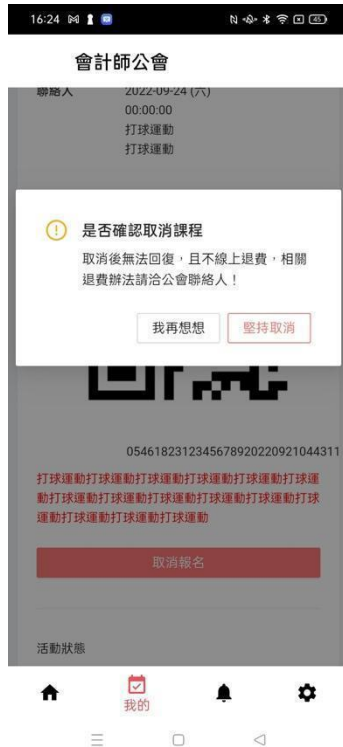 16:24
45
會計師公會
聯絡人
2022-09-24 (六)
00:00:00
打球運動
打球運動
是否確認取消課程
取消後無法回復，且不線上退費，相關
退費辦法請洽公會聯絡人！
我再想想
堅持取消
05461823123456789202209210443​11
打球運動打球運動打球運動打球運動打球運動打球運
動打球運動打球運動打球運動打球運動打球運動打球
運動打球運動打球運動打球運動
取消報名
活動狀態
我的